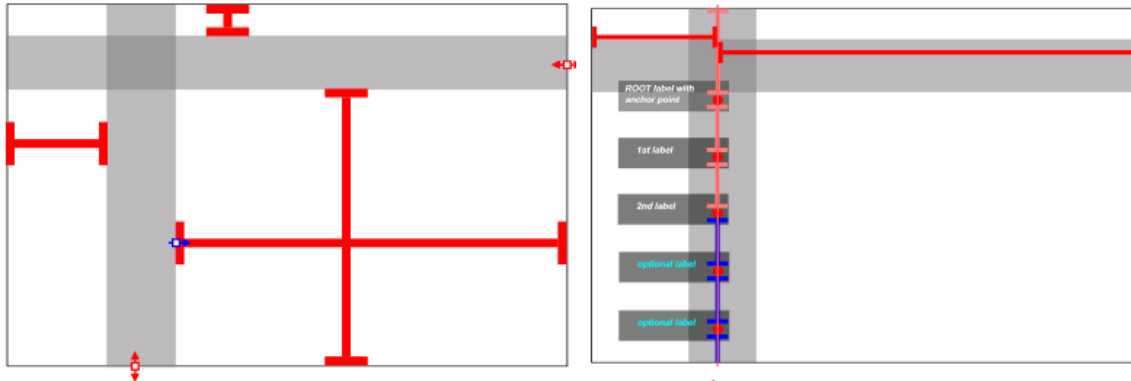 ROOT label with
anchor point
1st label
2nd label
optional label
optional label